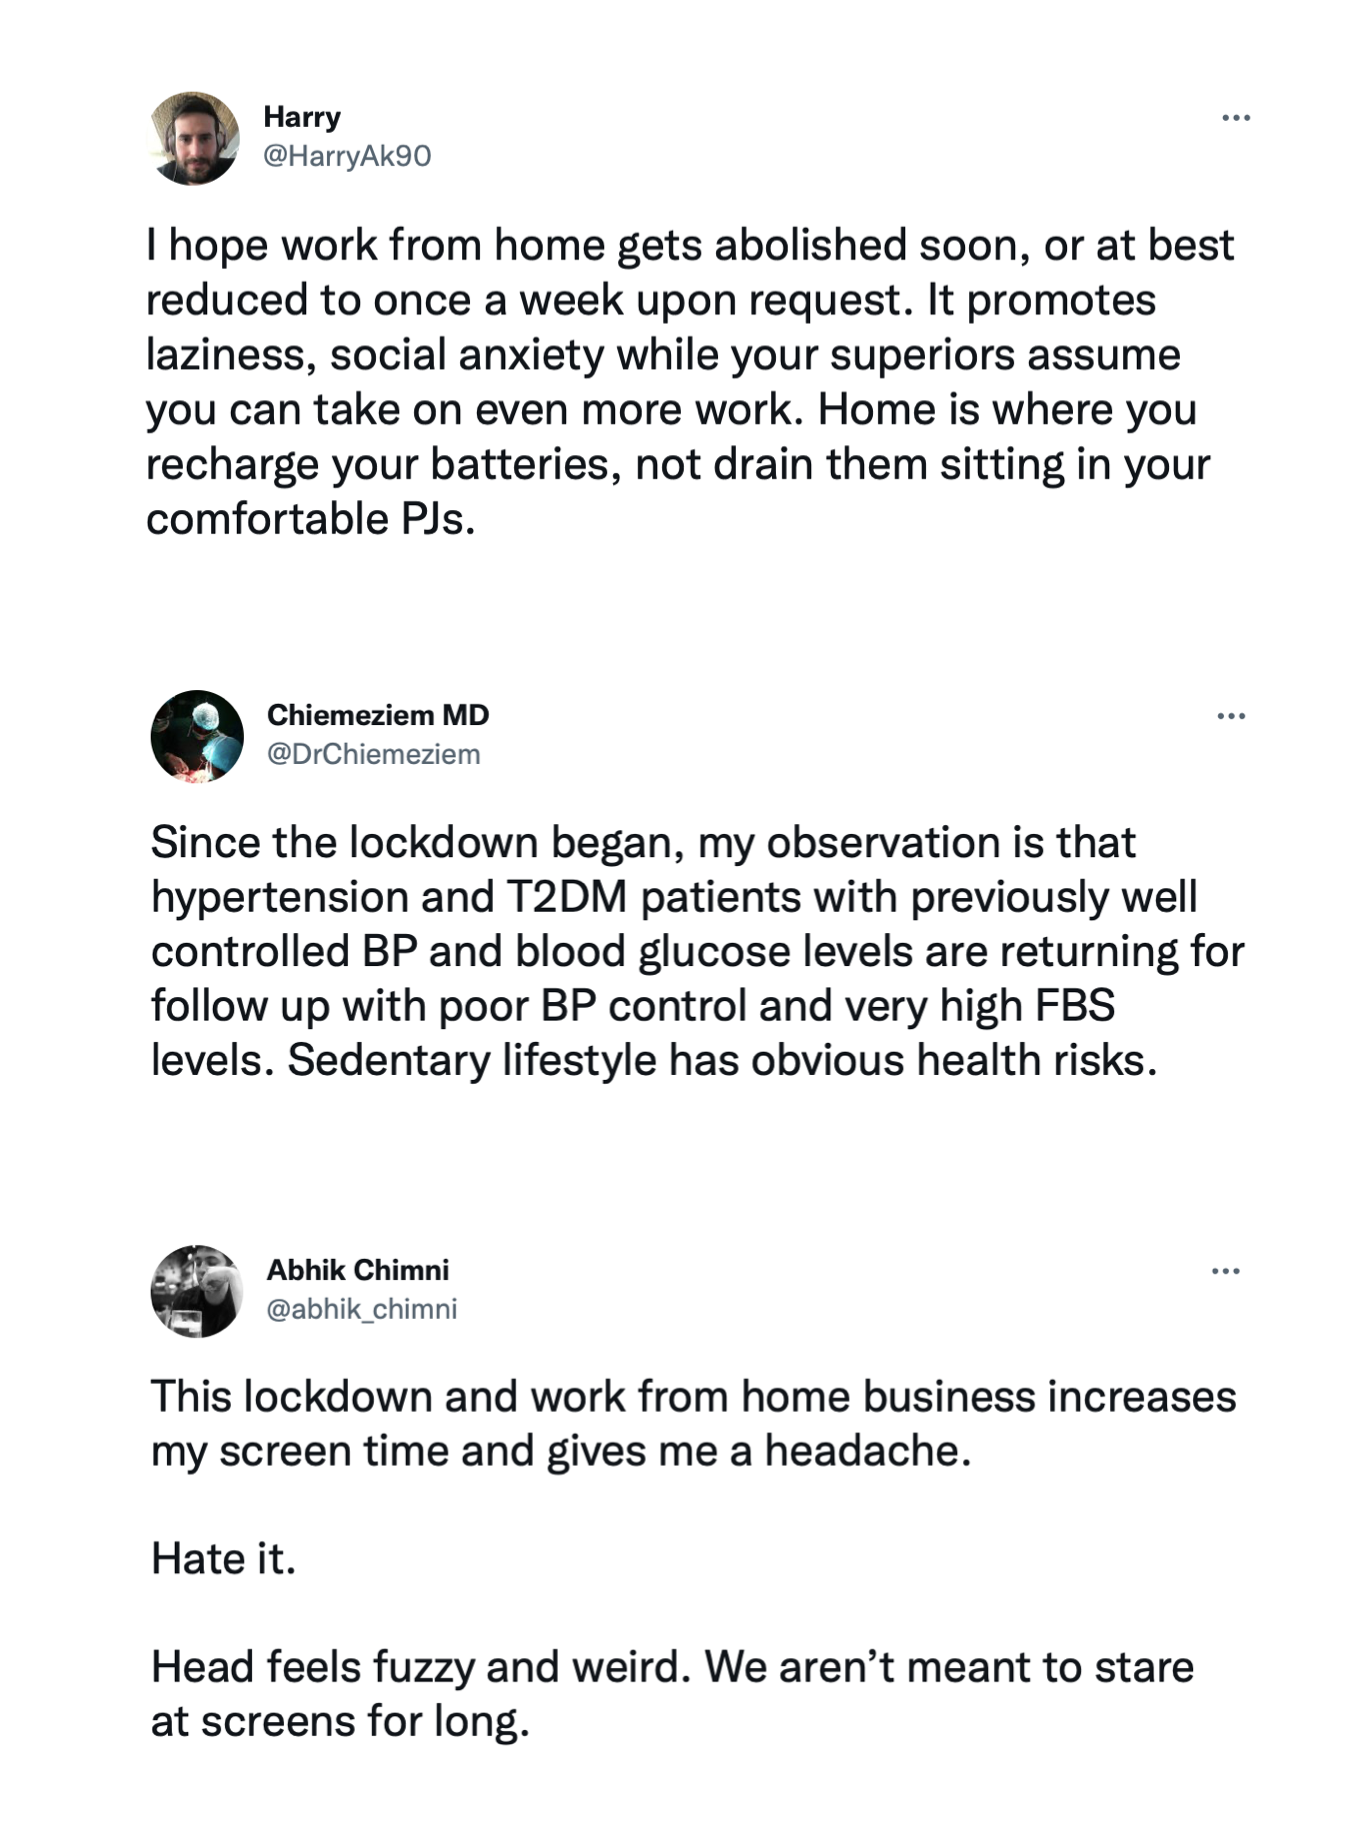 Harry
@HarryAk90
I hope work from home gets abolished soon, or at best
reduced to once a week upon request. It promotes
laziness, social anxiety while your superiors assume
you can take on even more work. Home is where you
recharge your batteries, not drain them sitting in your
comfortable PJs.
Chiemeziem MD
@DrChiemeziem
Since the lockdown began, my observation is that
hypertension and T2DM patients with previously well
controlled BP and blood glucose levels are returning for
follow up with poor BP control and very high FBS
levels. Sedentary lifestyle has obvious health risks.
Abhik Chimni
@abhik_chimni
This lockdown and work from home business increases
my screen time and gives me a headache.
Hate it.
Head feels fuzzy and weird. We aren’t meant to stare
at screens for long.